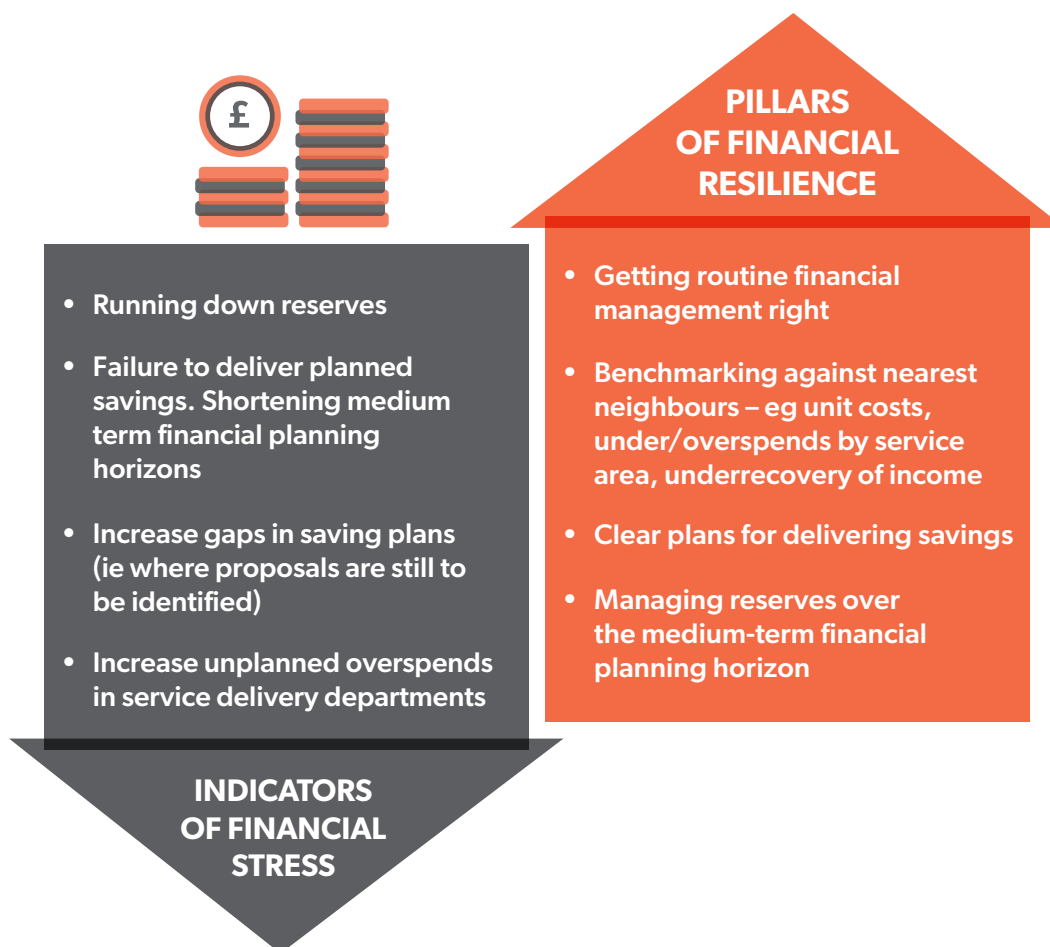 £
• Running down reserves
• Failure to deliver planned
savings. Shortening medium
term financial planning
horizons
• Increase gaps in saving plans
(ie where proposals are still to
be identified)
• Increase unplanned overspends
in service delivery departments
INDICATORS
OF FINANCIAL
STRESS
PILLARS
OF FINANCIAL
RESILIENCE
• Getting routine financial
management right
• Benchmarking against nearest
neighbours – eg unit costs,
under/overspends by service
area, underrecovery of income
• Clear plans for delivering savings
• Managing reserves over
the medium-term financial
planning horizon